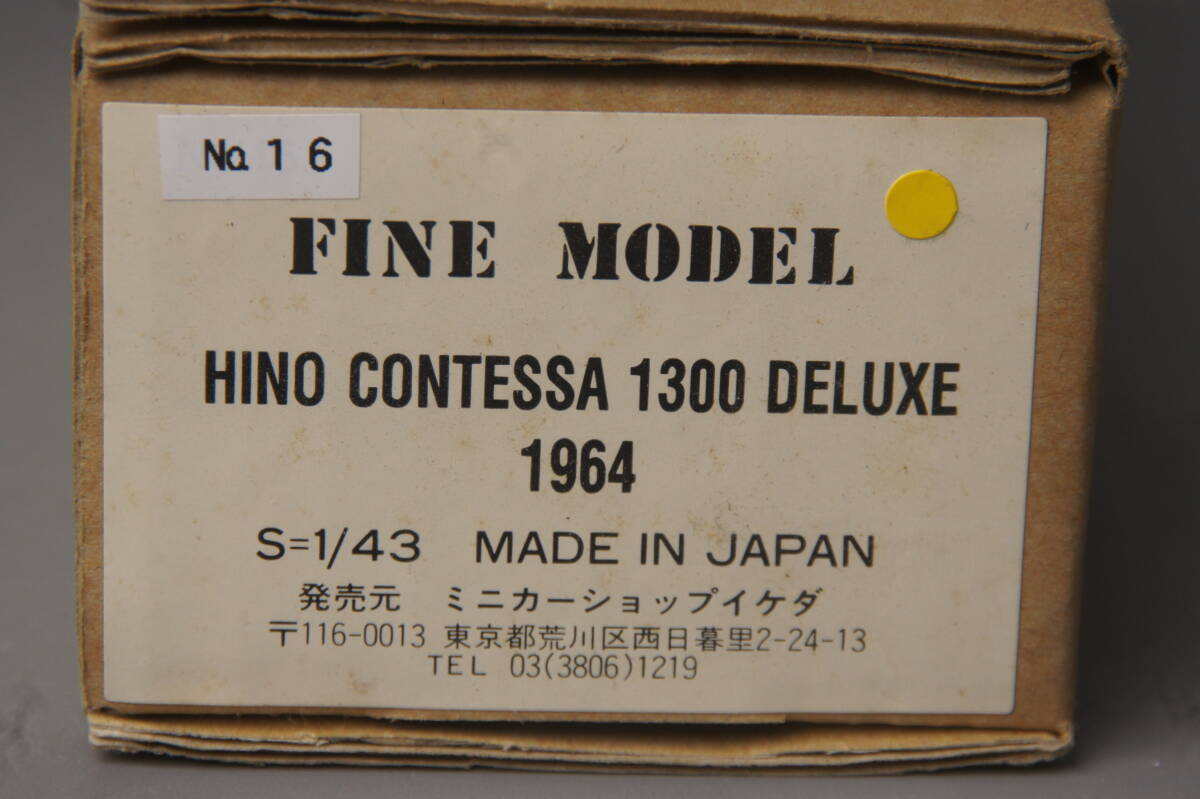 No.16
FINE MODEL
HINO CONTESSA 1300 DELUXE
1964
S=1/43 MADE IN JAPAN
発売元 ミニカーショップイケダ
〒116-0013 東京都荒川区西日暮里2-24-13
TEL 03(3806)1219